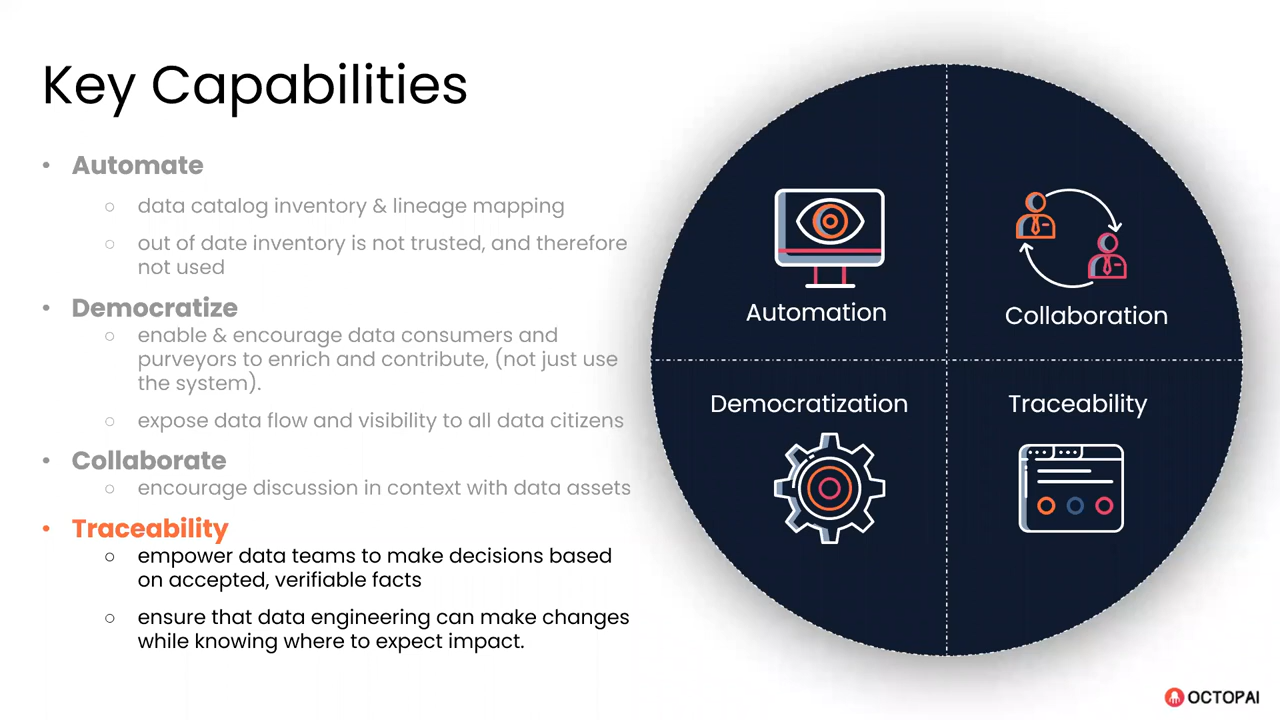 Key Capabilities
• Automate
○ data catalog inventory & lineage mapping
○ out of date inventory is not trusted, and therefore
not used
• Democratize
○ enable & encourage data consumers and
purveyors to enrich and contribute, (not just use
the system).
○ expose data flow and visibility to all data citizens
• Collaborate
○ encourage discussion in context with data assets
• Traceability
○ empower data teams to make decisions based
on accepted, verifiable facts
○ ensure that data engineering can make changes
while knowing where to expect impact.
Automation
Collaboration
Democratization
Traceability
OCTOPAI